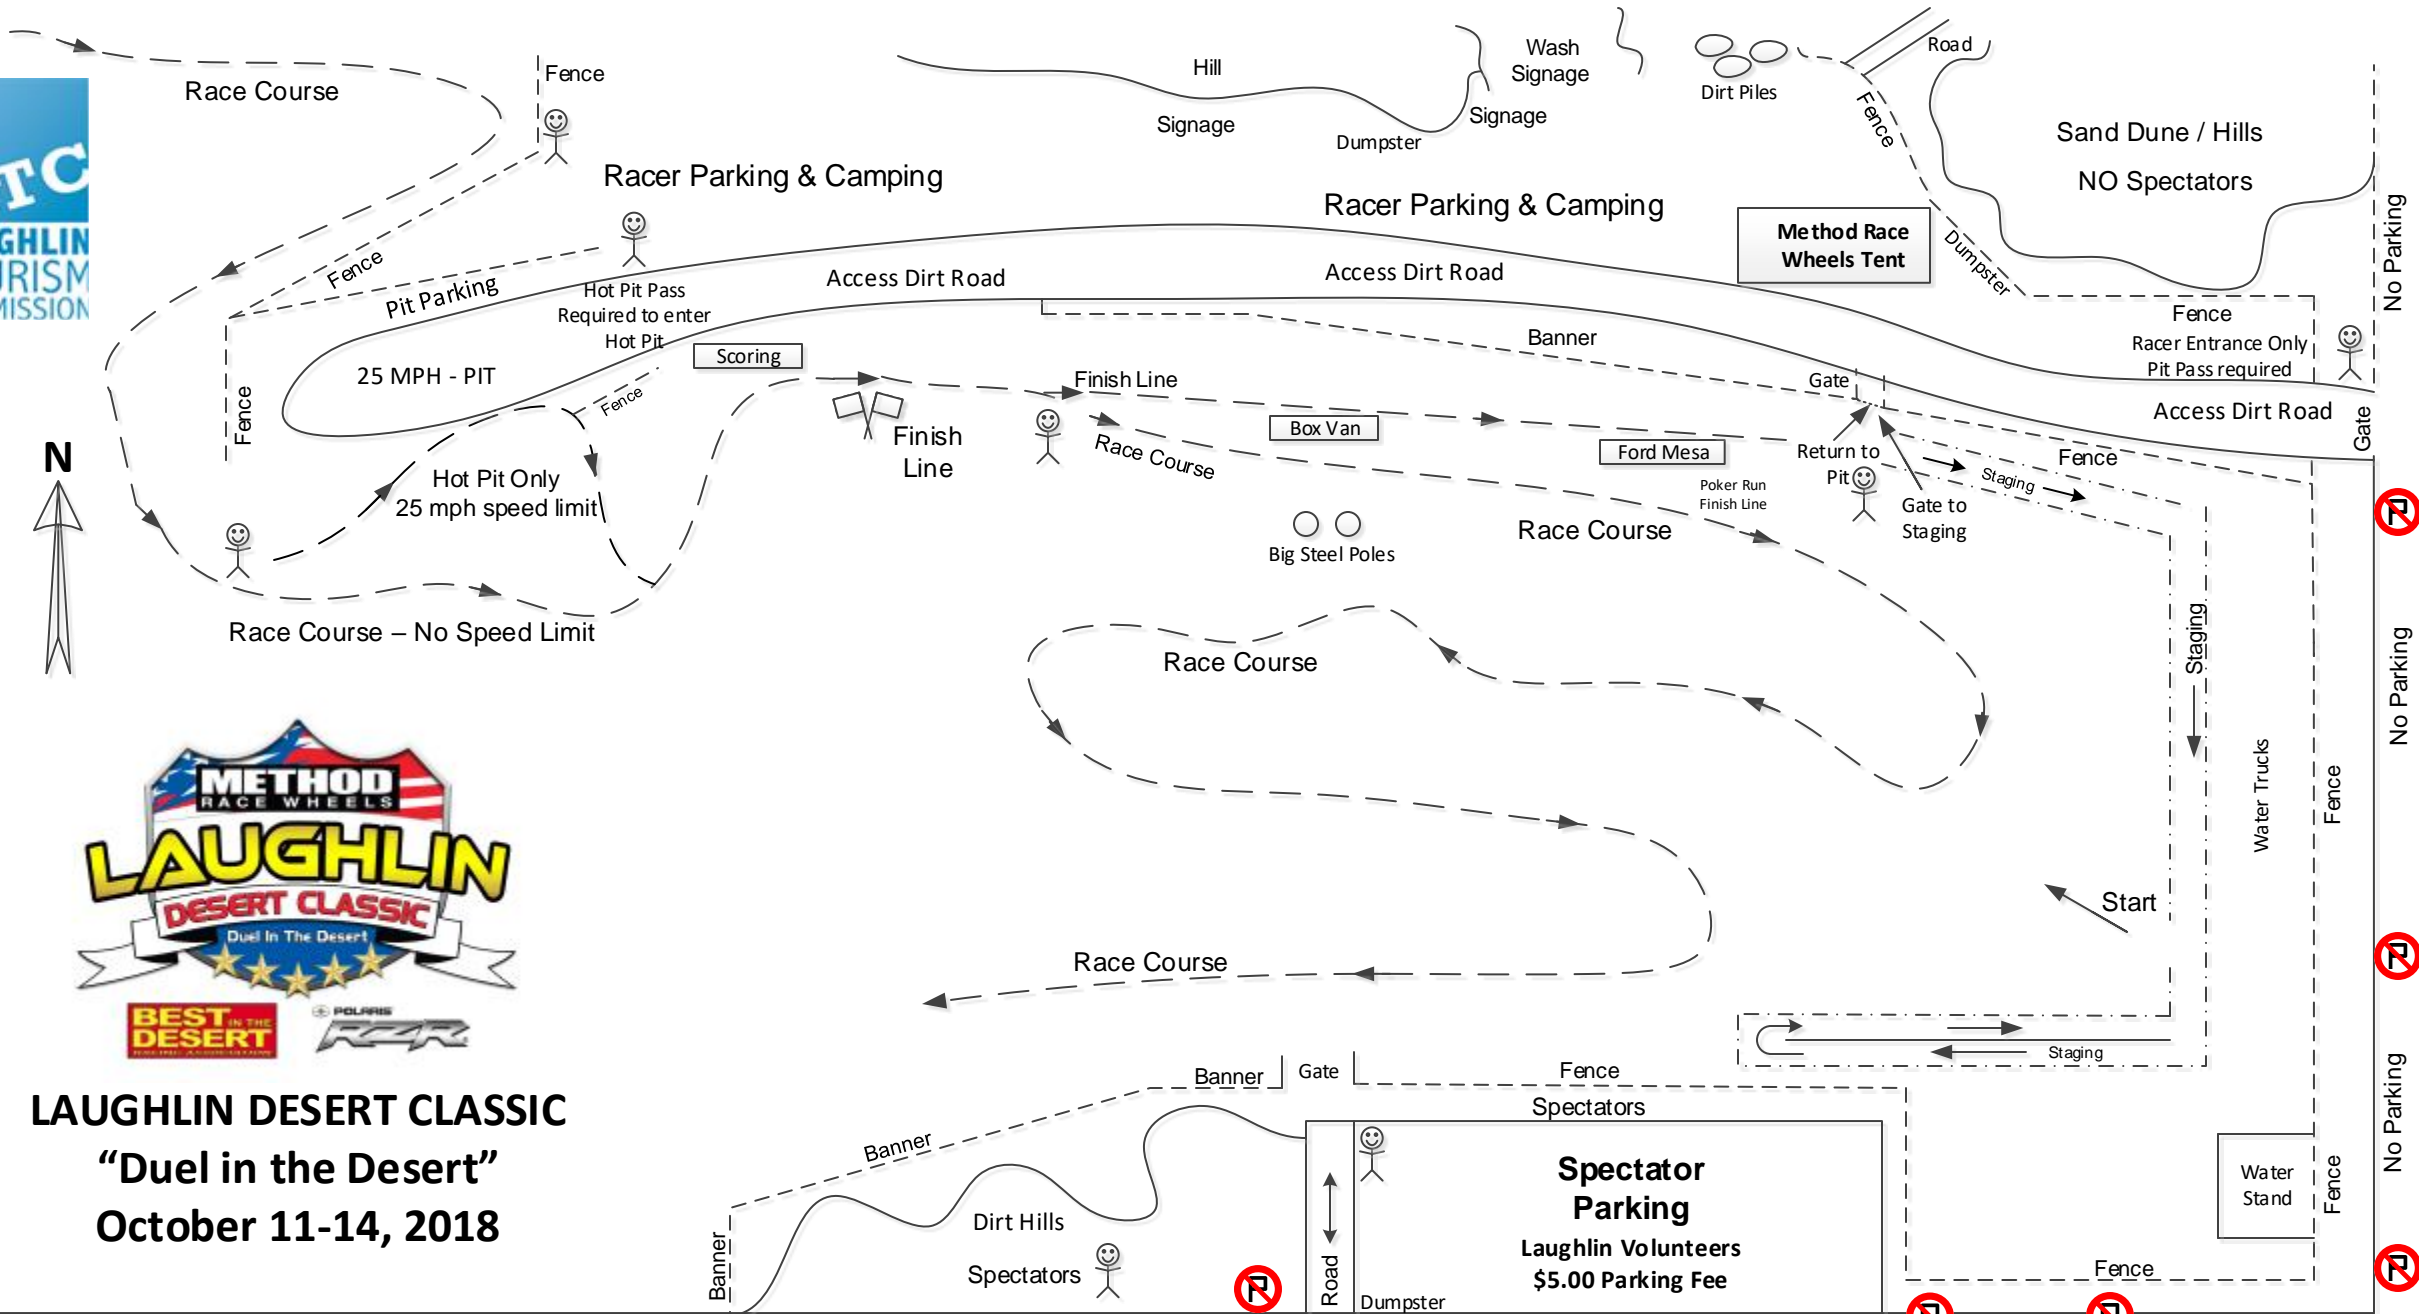 Race Course
Fence
Hill
Signage
Dumpster
Signage
Wash
Signage
Dirt Piles
Road
Fence
Sand Dune / Hills
NO Spectators
No Parking
TC
GHLIN
URISM
MISSION
Racer Parking & Camping
Racer Parking & Camping
Method Race
Wheels Tent
Dumpster
Fence
Pit Parking
Hot Pit Pass
Required to enter
Hot Pit
Access Dirt Road
Access Dirt Road
Fence
Racer Entrance Only
Pit Pass required
Banner
Scoring
25 MPH - PIT
Fence
Fence
Finish Line
Gate
Access Dirt Road
Gate
Finish
Line
Race Course
Box Van
Ford Mesa
Return to
Pit
Staging
Fence
N
Hot Pit Only
25 mph speed limit
Poker Run
Finish Line
Gate to
Staging
P
Big Steel Poles
Race Course
Race Course – No Speed Limit
Race Course
Staging
No Parking
METHOD
RACE WHEELS
LAUGHLIN
DESERT CLASSIC
Duel In The Desert
Water Trucks
Fence
Start
Race Course
P
BEST IN THE
DESERT
RACING ASSOCIATION
POLARIS
RZR
Staging
Banner
Gate
Fence
No Parking
LAUGHLIN DESERT CLASSIC
“Duel in the Desert”
October 11-14, 2018
Spectators
Banner
Spectator
Parking
Laughlin Volunteers
$5.00 Parking Fee
Water
Stand
Fence
Dirt Hills
Spectators
Banner
P
Road
Dumpster
Fence
P
P
P